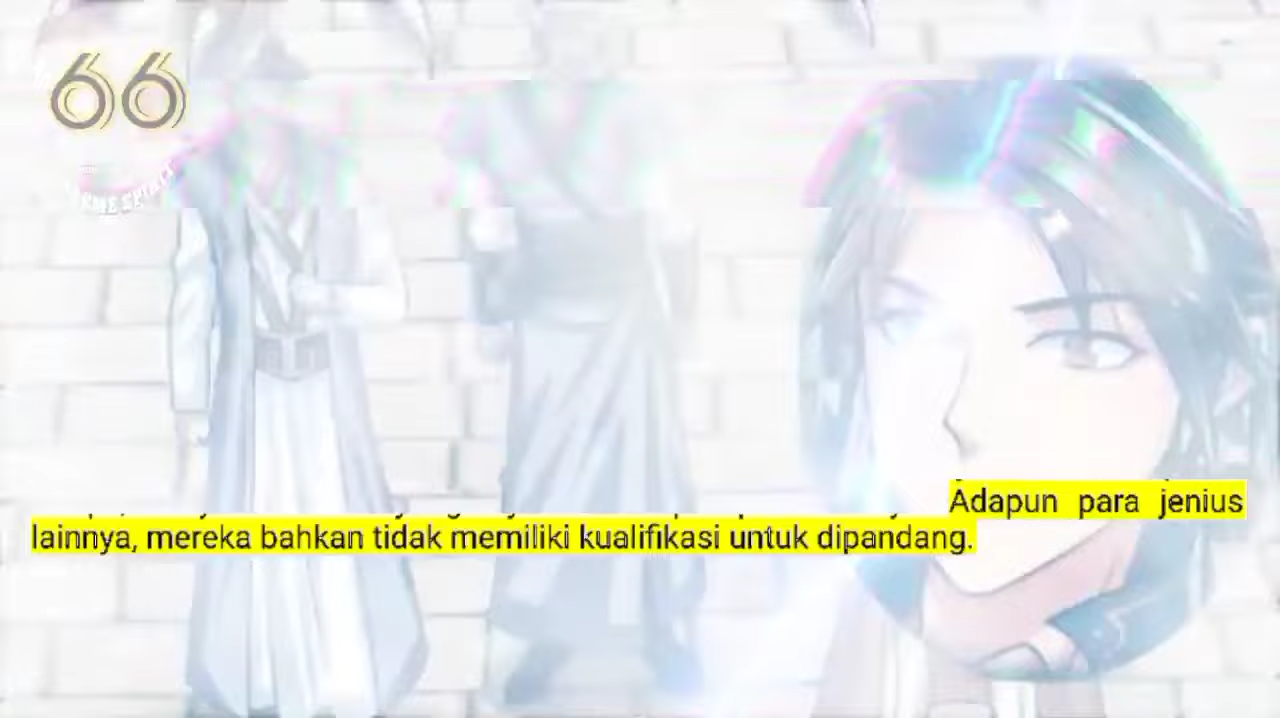 66
Adapun para jenius
lainnya, mereka bahkan tidak memiliki kualifikasi untuk dipandang.